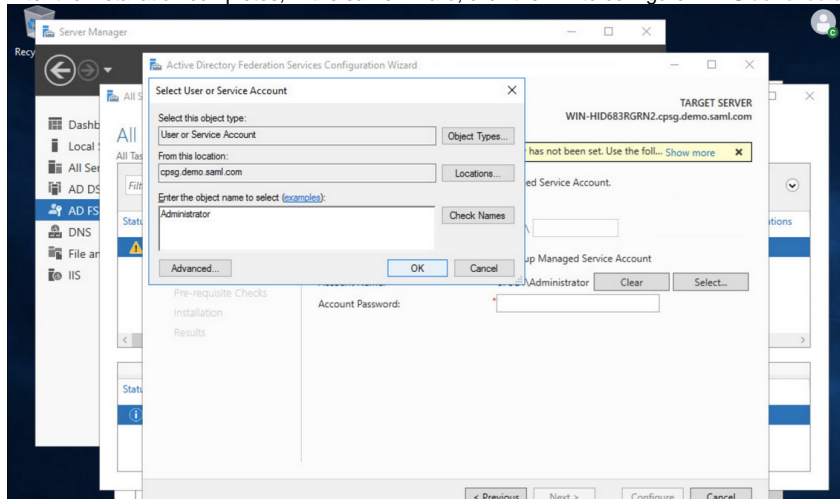 Server Manager
Recy
Active Directory Federation Services Configuration Wizard
Select User or Service Account
TARGET SERVER
WIN-HID683RGRN2.cpsg.demo.saml.com
All S
Dashb
Local
All Ser
AD DS
AD FS
DNS
File an
IIS
All
All Tas
Filt
Statu
Select this object type:
User or Service Account
Object Types...
From this location:
cpsg.demo.saml.com
Locations...
Enter the object name to select (examples):
Administrator
Check Names
Advanced...
OK
Cancel
has not been set. Use the foll... Show more
ed Service Account.
up Managed Service Account
\Administrator
Clear
Select...
Account Password:
Pre-requisite Checks
Installation
Results
Statu
< Previous
Next >
Configure
Cancel